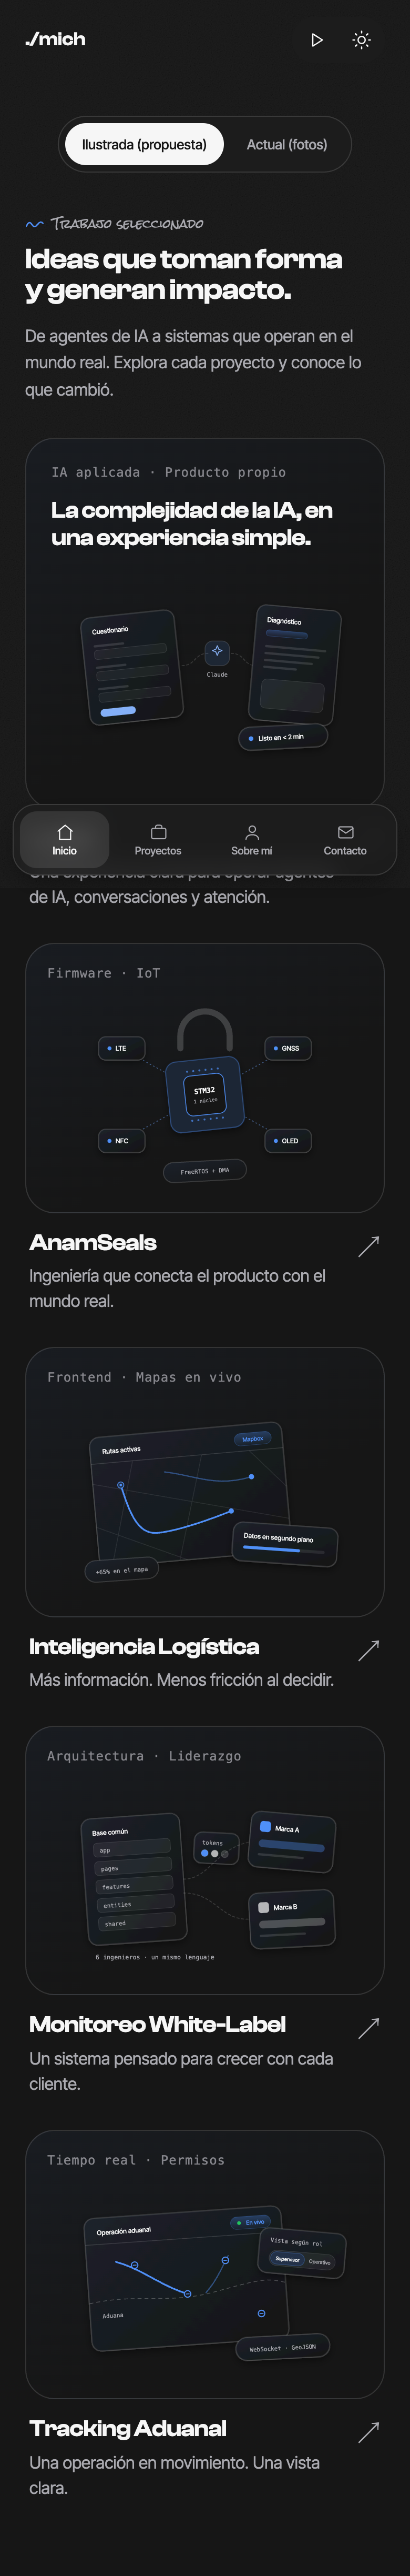 ./mich
Ilustrada (propuesta)
Actual (fotos)
Trabajo seleccionado
Ideas que toman forma
y generan impacto.
De agentes de IA a sistemas que operan en el
mundo real. Explora cada proyecto y conoce lo
que cambió.
IA aplicada · Producto propio
La complejidad de la IA, en
una experiencia simple.
Cuestionario
Claude
Diagnóstico
Listo en < 2 min
Inicio
Proyectos
Sobre mí
Contacto
Una experiencia clara para operar agentes
de IA, conversaciones y atención.
Firmware · IoT
LTE
GNSS
STM32
1 núcleo
NFC
OLED
FreeRTOS + DMA
AnamSeals
Ingeniería que conecta el producto con el
mundo real.
Frontend · Mapas en vivo
Rutas activas
Mapbox
Datos en segundo plano
+65% en el mapa
Inteligencia Logística
Más información. Menos fricción al decidir.
Arquitectura · Liderazgo
Base común
app
pages
features
entities
shared
tokens
Marca A
Marca B
6 ingenieros · un mismo lenguaje
Monitoreo White-Label
Un sistema pensado para crecer con cada
cliente.
Tiempo real · Permisos
Operación aduanal
En vivo
Vista según rol
Supervisor
Operativo
Aduana
WebSocket · GeoJSON
Tracking Aduanal
Una operación en movimiento. Una vista
clara.